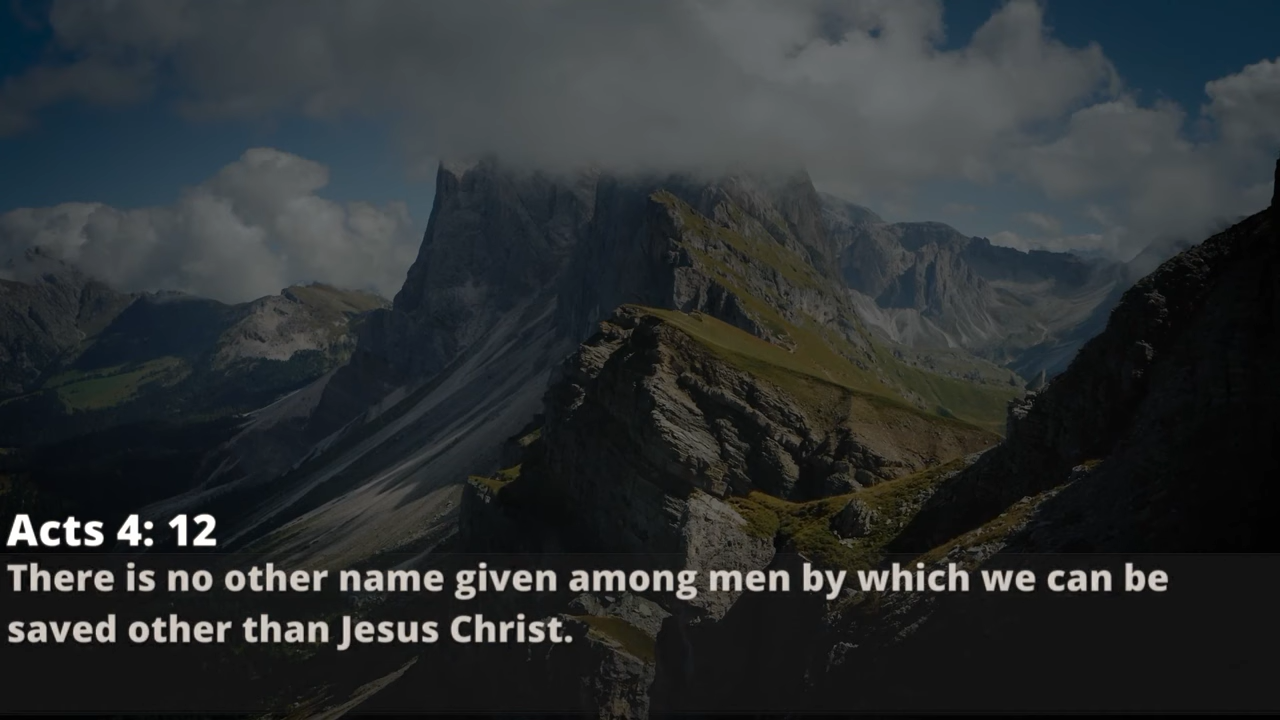 Acts 4: 12
There is no other name given among men by which we can be
saved other than Jesus Christ.